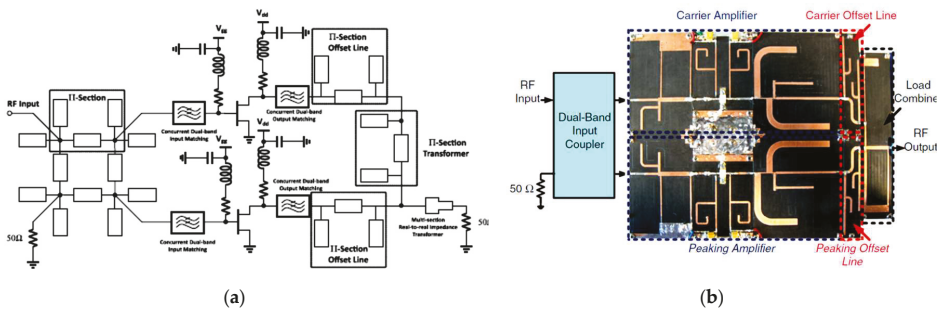 V_gg
V_dd
Π-Section
Offset Line
RF Input
Π-Section
Concurrent Dual-band
Input Matching
Concurrent Dual-band
Output Matching
V_gg
V_dd
Π-Section
Transformer
Concurrent Dual-band
Output Matching
50Ω
Concurrent Dual-band
Input Matching
Π-Section
Offset Line
Multi-section
Real-to-real Impedance
Transformer
50Ω
(a)
Carrier Amplifier
Carrier Offset Line
RF
Input
Dual-Band
Input
Coupler
Load
Combiner
RF
Output
50 Ω
Peaking Amplifier
Peaking Offset
Line
(b)